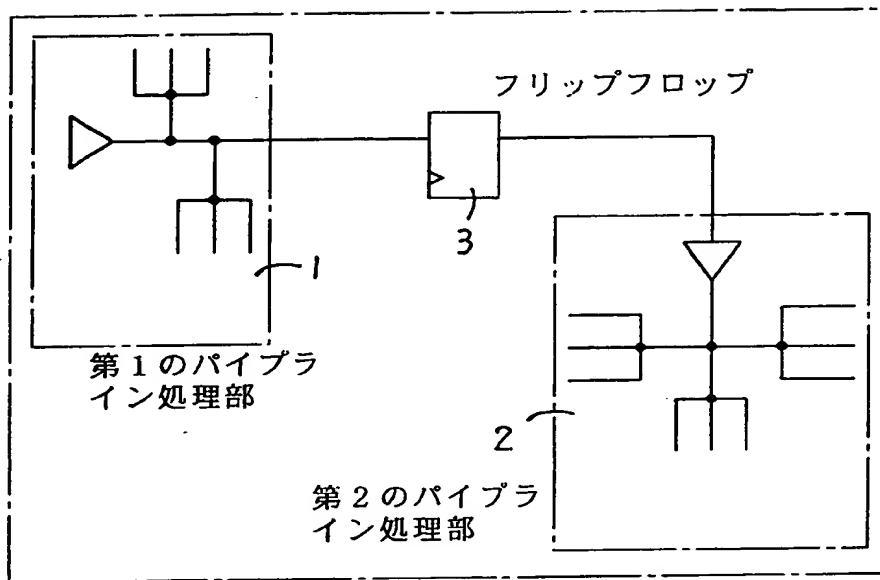 フリップフロップ
3
1
第1のパイプラ
イン処理部
2
第2のパイプラ
イン処理部